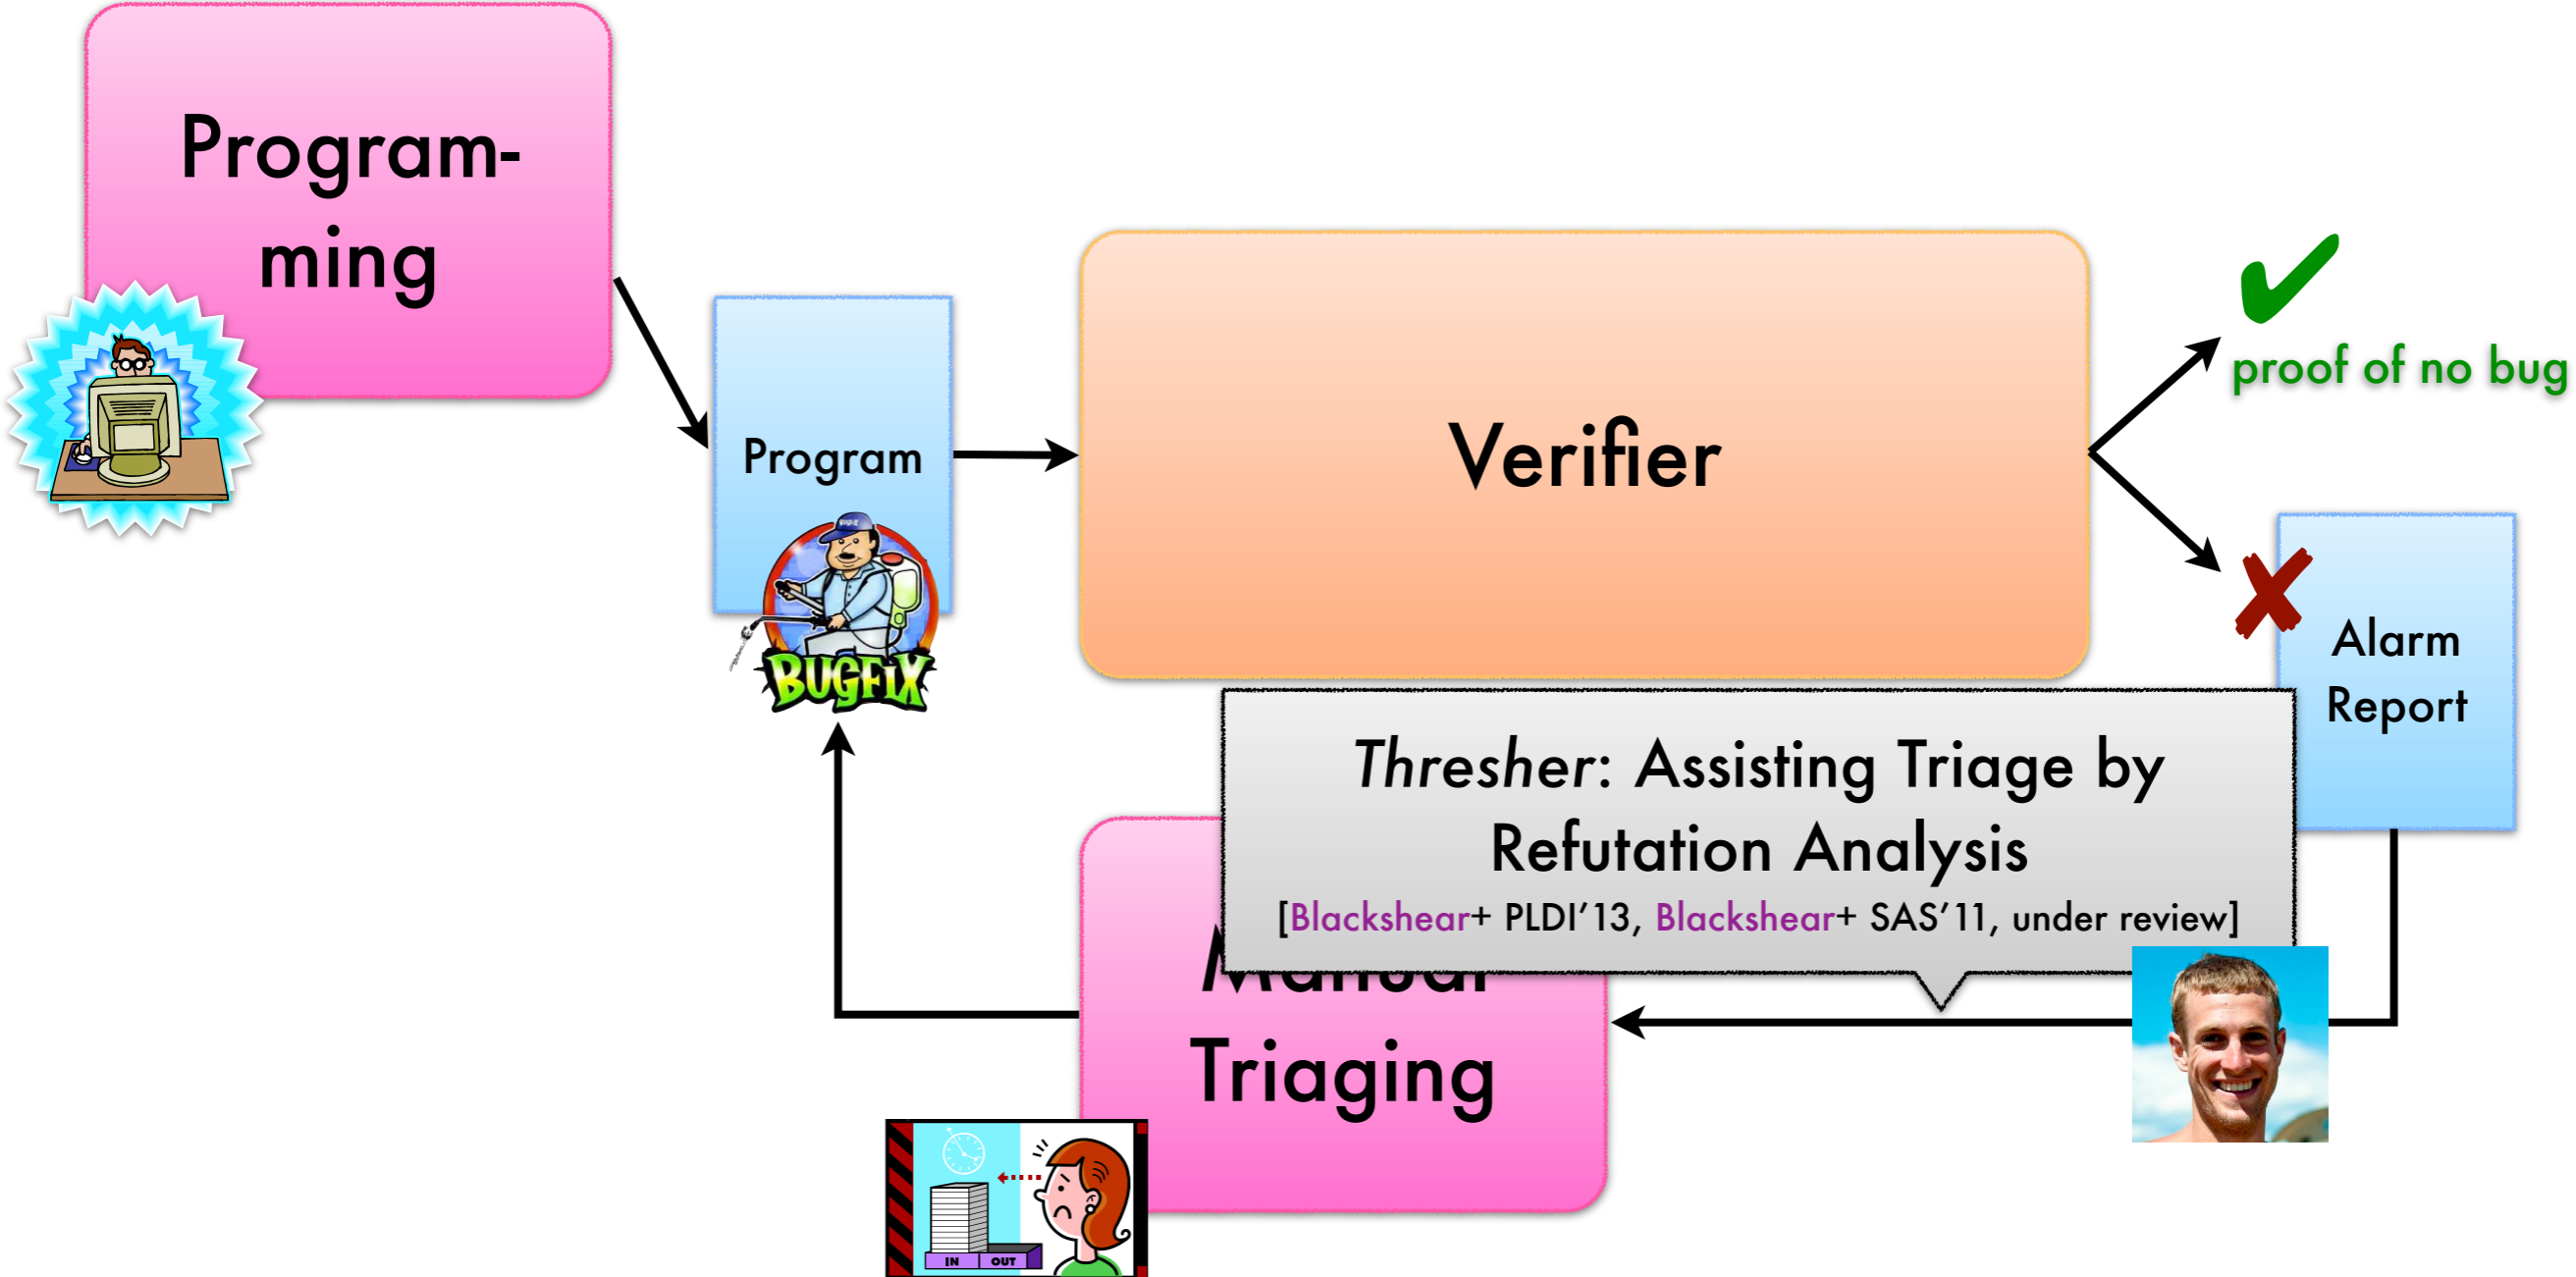 Program-
ming
Program
BUGFIX
Verifier
proof of no bug
Alarm
Report
Thresher: Assisting Triage by
Refutation Analysis
[Blackshear+ PLDI’13, Blackshear+ SAS’11, under review]
Manual
Triaging
IN OUT